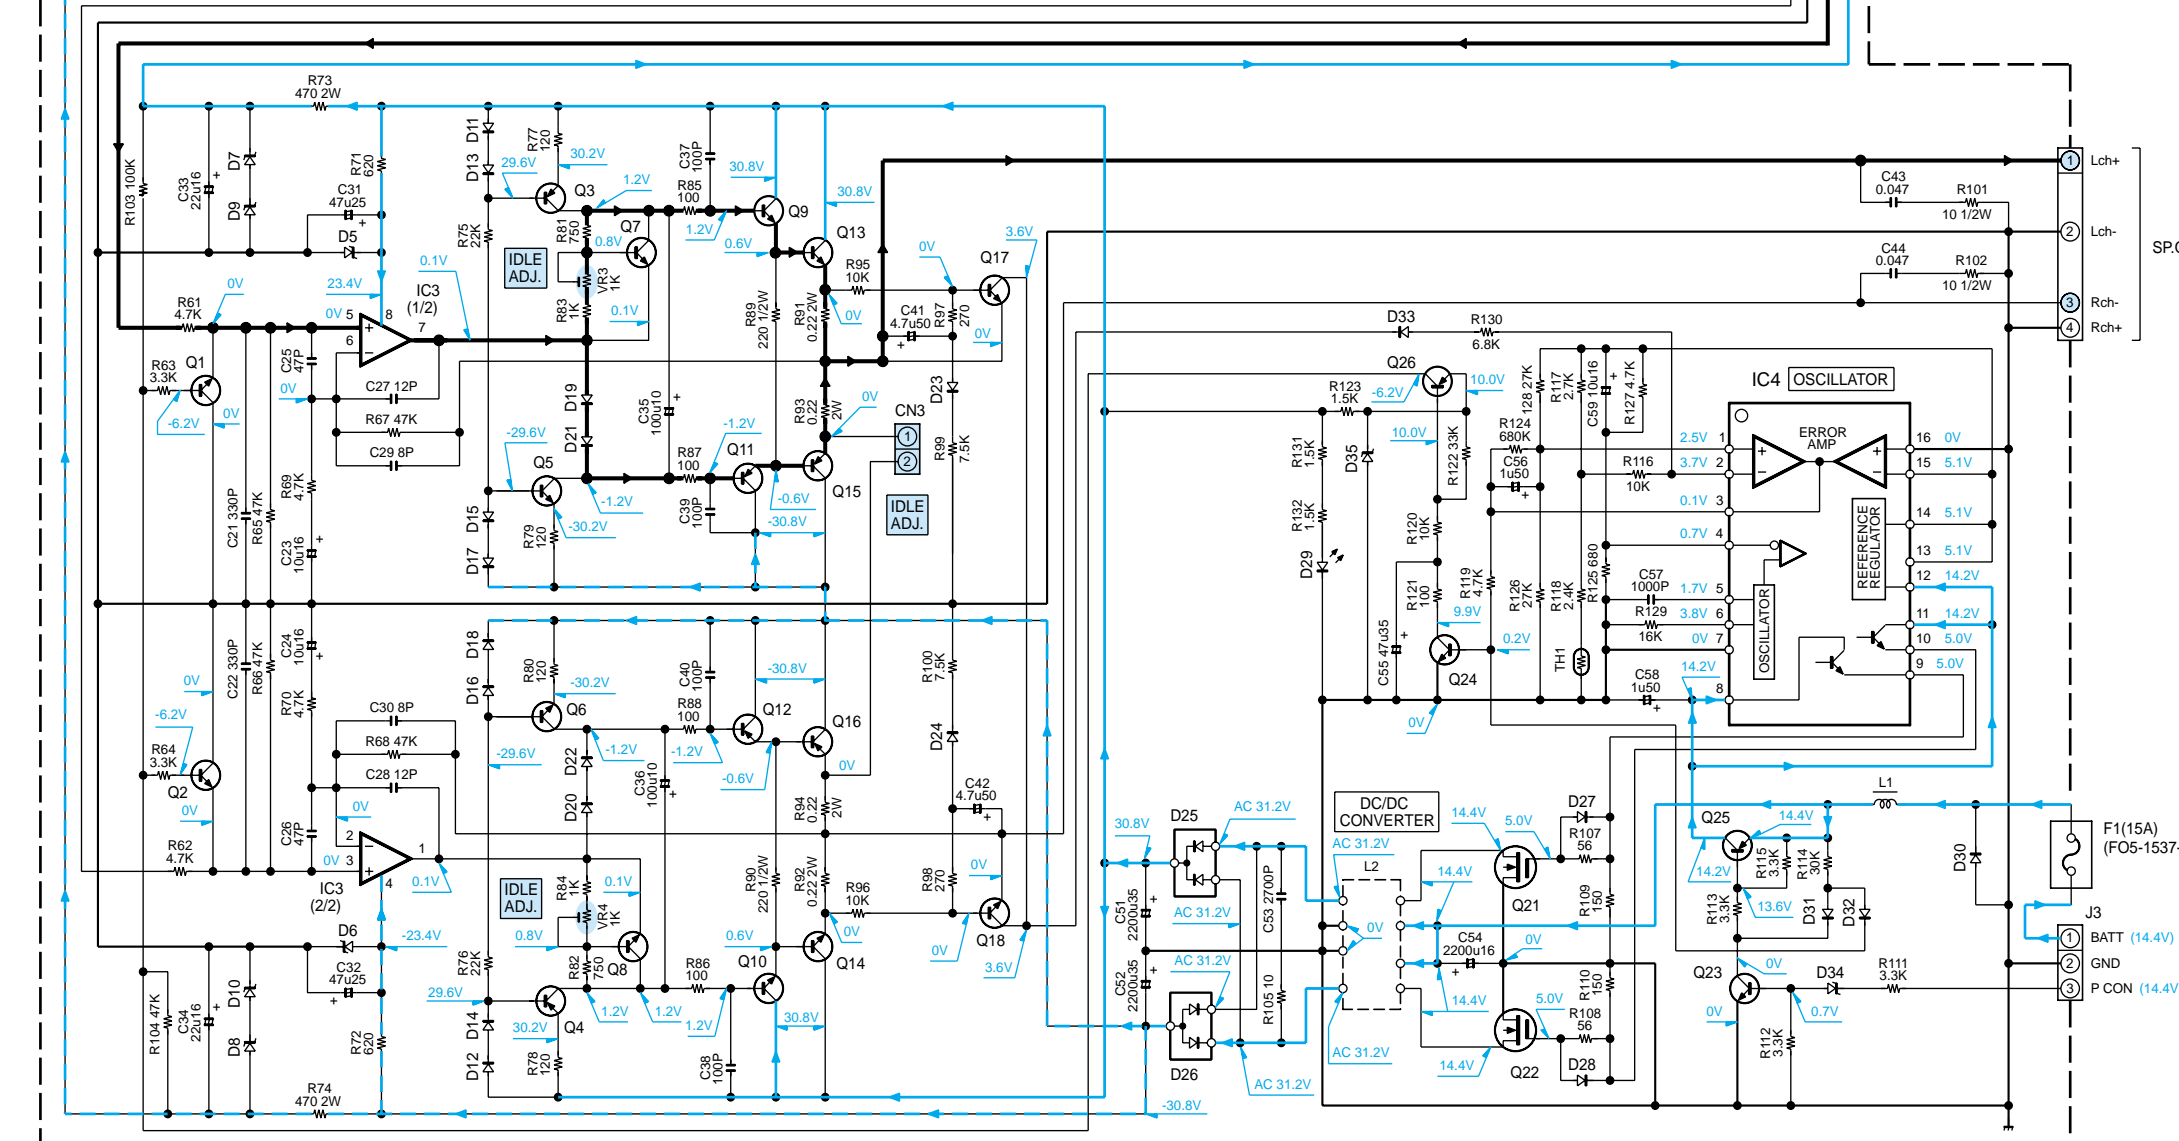 R73
470 2W
R103 100K
C33
22u16
D7
D9
R71
620
C31
47u25
D5
23.4V
0V
0.1V
IC3
(1/2)
0V
5
6
7
8
R61
4.7K
R63
3.3K
Q1
0V
-6.2V
0V
C25
47P
C27 12P
R67 47K
C29 8P
C21 330P
R65 47K
R69
4.7K
C23
10u16
D11
D13
R77
120
29.6V
30.2V
Q3
1.2V
R75
22K
IDLE
ADJ.
R81
750
0.8V
VR3
1K
R83
1K
Q7
0.1V
C37
100P
R85
100
1.2V
30.8V
Q9
0.6V
30.8V
Q13
R95
10K
R89
220 1/2W
R91
0.22 2W
0V
C41
4.7u50
0V
Q17
3.6V
R97
270
0V
D19
D21
C35
100u10
-29.6V
Q5
R87
100
-1.2V
Q11
R93
0.22
2W
0V
CN3
1
2
IDLE
ADJ.
D23
R99
7.5K
D15
D17
R79
120
-30.2V
-1.2V
C39
100P
-0.6V
-30.8V
Q15
C22 330P
R66 47K
C24
10u16
R70
4.7K
0V
-6.2V
R64
3.3K
Q2
0V
R62
4.7K
C26
47P
C30 8P
R68 47K
C28 12P
0V
2
3
1
4
0V
0.1V
IC3
(2/2)
D18
D16
R80
120
-30.2V
Q6
-29.6V
D22
D20
-1.2V
C36
100u10
R88
100
C40
100P
-1.2V
-30.8V
Q12
-0.6V
Q16
0V
R94
0.22
2W
R100
7.5K
D24
C42
4.7u50
IDLE
ADJ.
R84
1K
VR4
1K
0.1V
0.8V
R82
750
Q8
R90
220 1/2W
R92
0.22 2W
R96
10K
R98
270
0V
Q18
0V
3.6V
0V
0.6V
Q10
Q14
R86
100
R76
22K
29.6V
D14
D12
30.2V
Q4
R78
120
1.2V
1.2V
1.2V
C38
100P
30.8V
D6
-23.4V
C32
47u25
R104 47K
C34
22u16
D10
D8
R72
620
R74
470 2W
-30.8V
D33
R130
6.8K
Q26
-6.2V
10.0V
R123
1.5K
10.0V
R131
1.5K
D35
R122 33K
R132
1.5K
D29
R120
10K
R121
100
C55 47u35
9.9V
Q24
0V
0.2V
R119
4.7K
R124
680K
C56
1u50
128 27K
R117
2.7K
C59 10u16
R127 4.7K
R116
10K
R126
27K
R118
2.4K
R125 680
TH1
C57
1000P
R129
16K
C58
1u50
14.2V
IC4 OSCILLATOR
ERROR
AMP
REFERENCE
REGULATOR
OSCILLATOR
2.5V 1
3.7V 2
0.1V 3
0.7V 4
1.7V 5
3.8V 6
0V 7
8
16 0V
15 5.1V
14 5.1V
13 5.1V
12 14.2V
11 14.2V
10 5.0V
9 5.0V
C43
0.047
R101
10 1/2W
C44
0.047
R102
10 1/2W
1 Lch+
2 Lch-
3 Rch-
4 Rch+
30.8V
D25
AC 31.2V
DC/DC
CONVERTER
AC 31.2V
L2
AC 31.2V
C51
2200u35
C52
2200u35
C53 2700P
R105 10
AC 31.2V
D26
AC 31.2V
AC 31.2V
0V
14.4V
5.0V
D27
R107
56
14.4V
Q21
R109
150
C54
2200u16
0V
14.4V
5.0V
R110
150
R108
56
14.4V
Q22
D28
Q25
14.4V
14.2V
R115
3.3K
R114
30K
R113
3.3K
13.6V
D31
D32
Q23
0V
0V
D34
0.7V
R111
3.3K
R112
3.3K
L1
D30
F1(15A)
J3
1 BATT (14.4V)
2 GND
3 P CON